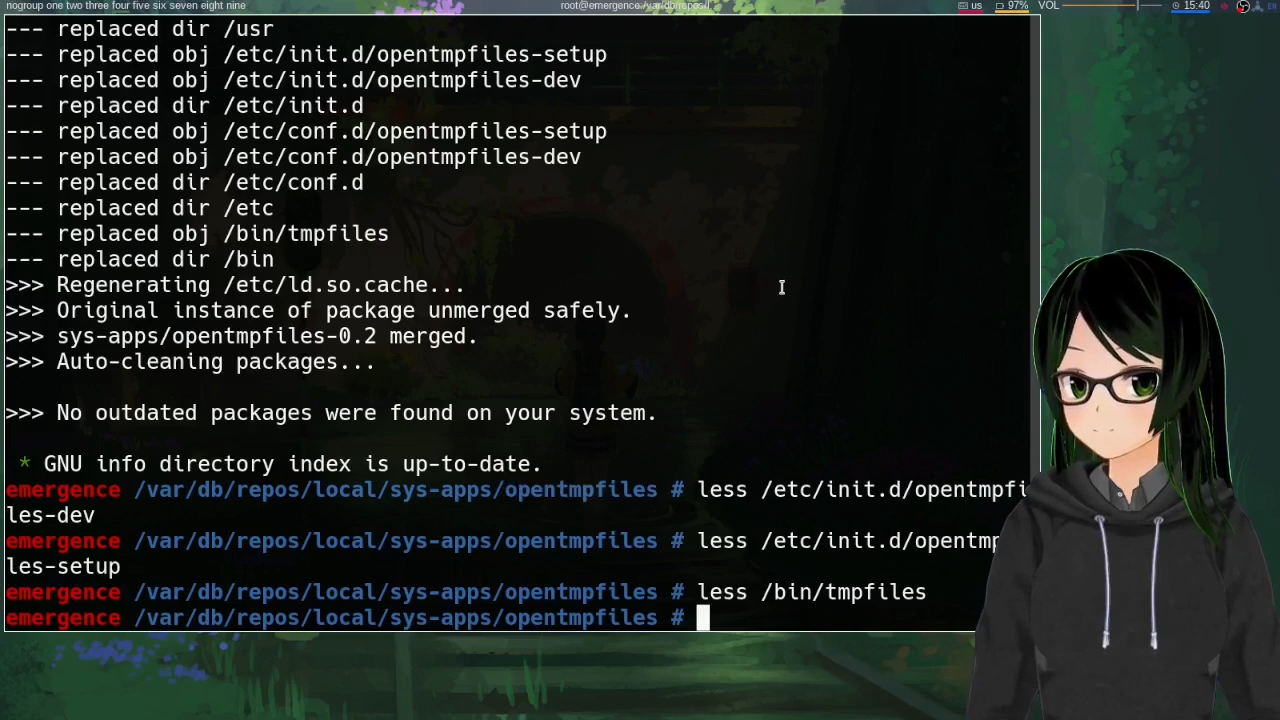 nogroup one two three four five six seven eight nine
root@emergence:/var/db/repos/l
us
97%
VOL
15:40
EN
--- replaced dir /usr
--- replaced obj /etc/init.d/opentmpfiles-setup
--- replaced obj /etc/init.d/opentmpfiles-dev
--- replaced dir /etc/init.d
--- replaced obj /etc/conf.d/opentmpfiles-setup
--- replaced obj /etc/conf.d/opentmpfiles-dev
--- replaced dir /etc/conf.d
--- replaced dir /etc
--- replaced obj /bin/tmpfiles
--- replaced dir /bin
>>> Regenerating /etc/ld.so.cache...
>>> Original instance of package unmerged safely.
>>> sys-apps/opentmpfiles-0.2 merged.
>>> Auto-cleaning packages...
>>> No outdated packages were found on your system.
* GNU info directory index is up-to-date.
emergence /var/db/repos/local/sys-apps/opentmpfiles # less /etc/init.d/opentmpfi
les-dev
emergence /var/db/repos/local/sys-apps/opentmpfiles # less /etc/init.d/opentmp
les-setup
emergence /var/db/repos/local/sys-apps/opentmpfiles # less /bin/tmpfiles
emergence /var/db/repos/local/sys-apps/opentmpfiles #